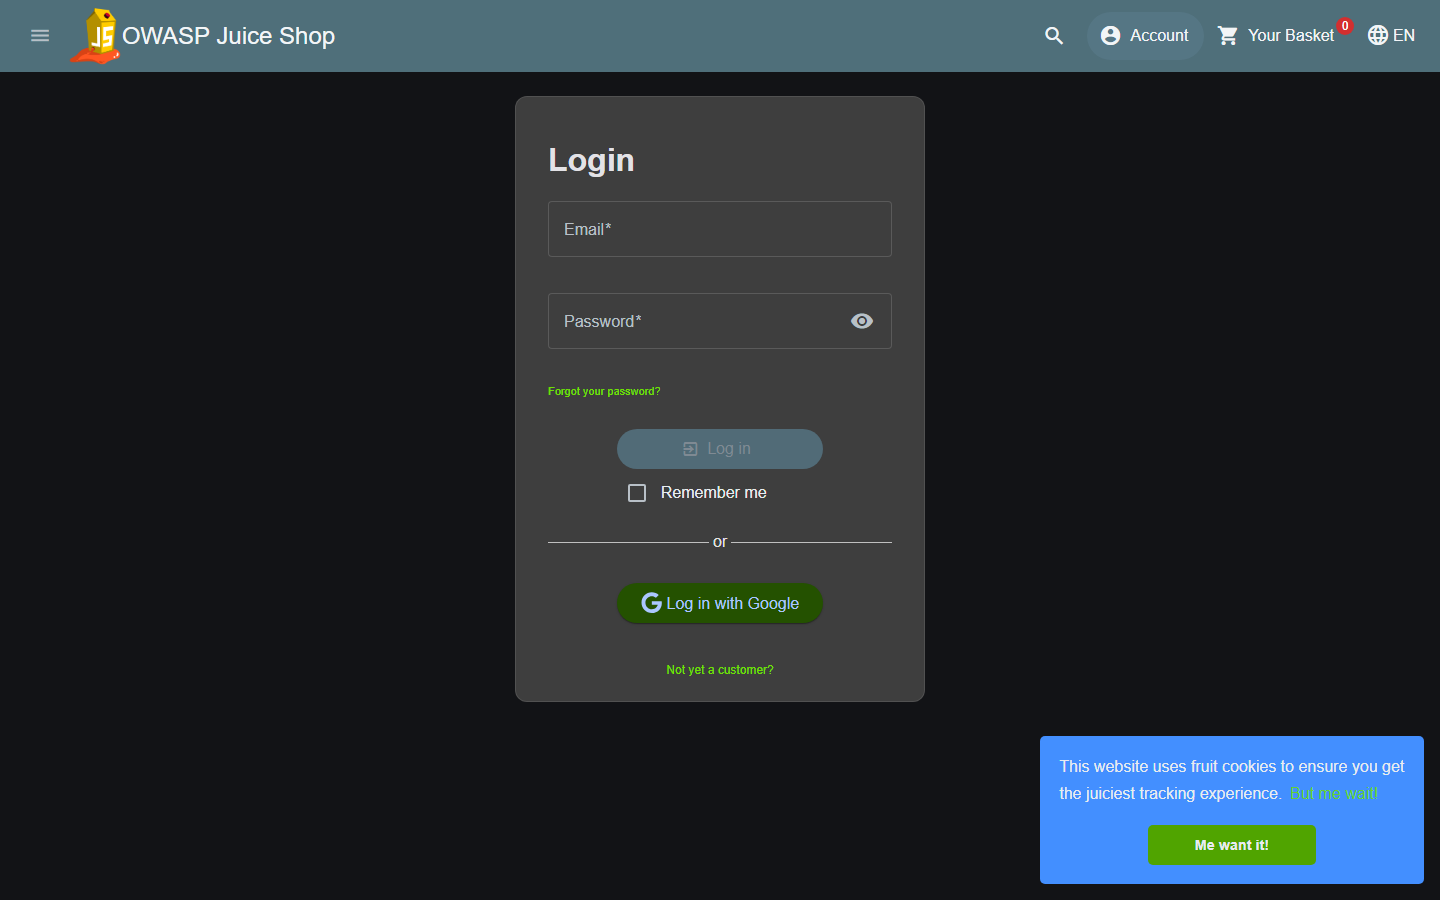 JS
OWASP Juice Shop
Account
Your Basket
0
EN
Login
Email*
Password*
Forgot your password?
Log in
Remember me
or
G
Log in with Google
Not yet a customer?
This website uses fruit cookies to ensure you get
the juiciest tracking experience. But me wait!
Me want it!